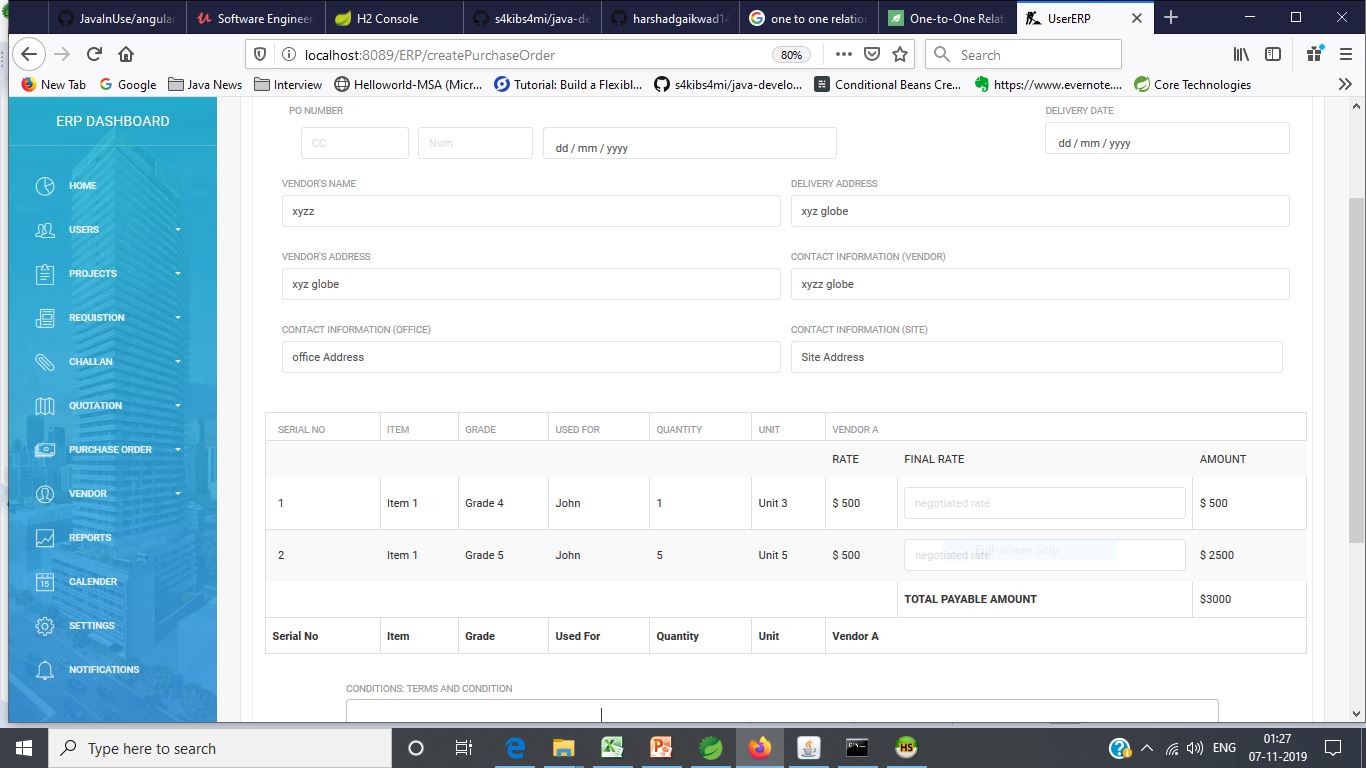 JavaInUse/angular
Software Engineer
H2 Console
s4kibs4mi/java-de
harshadgaikwad14
one to one relation
One-to-One Relati
UserERP
localhost:8089/ERP/createPurchaseOrder
80%
Search
New Tab
Google
Java News
Interview
Helloworld-MSA (Micr...
Tutorial: Build a Flexibl...
s4kibs4mi/java-develo...
Conditional Beans Cre...
https://www.evernote....
Core Technologies
ERP DASHBOARD
HOME
USERS
PROJECTS
REQUISTION
CHALLAN
QUOTATION
PURCHASE ORDER
VENDOR
REPORTS
15 CALENDER
SETTINGS
NOTIFICATIONS
PO NUMBER
DELIVERY DATE
CC Num dd / mm / yyyy
dd / mm / yyyy
VENDOR'S NAME
DELIVERY ADDRESS
xyzz
xyz globe
VENDOR'S ADDRESS
CONTACT INFORMATION (VENDOR)
xyz globe
xyzz globe
CONTACT INFORMATION (OFFICE)
CONTACT INFORMATION (SITE)
office Address
Site Address
SERIAL NO ITEM GRADE USED FOR QUANTITY UNIT VENDOR A
RATE FINAL RATE AMOUNT
1 Item 1 Grade 4 John 1 Unit 3 $ 500 negotiated rate $ 500
2 Item 1 Grade 5 John 5 Unit 5 $ 500 negotiated rate $ 2500
Full-screen Snip
TOTAL PAYABLE AMOUNT $3000
Serial No Item Grade Used For Quantity Unit Vendor A
CONDITIONS: TERMS AND CONDITION
Type here to search
HS
ENG
01:27
07-11-2019